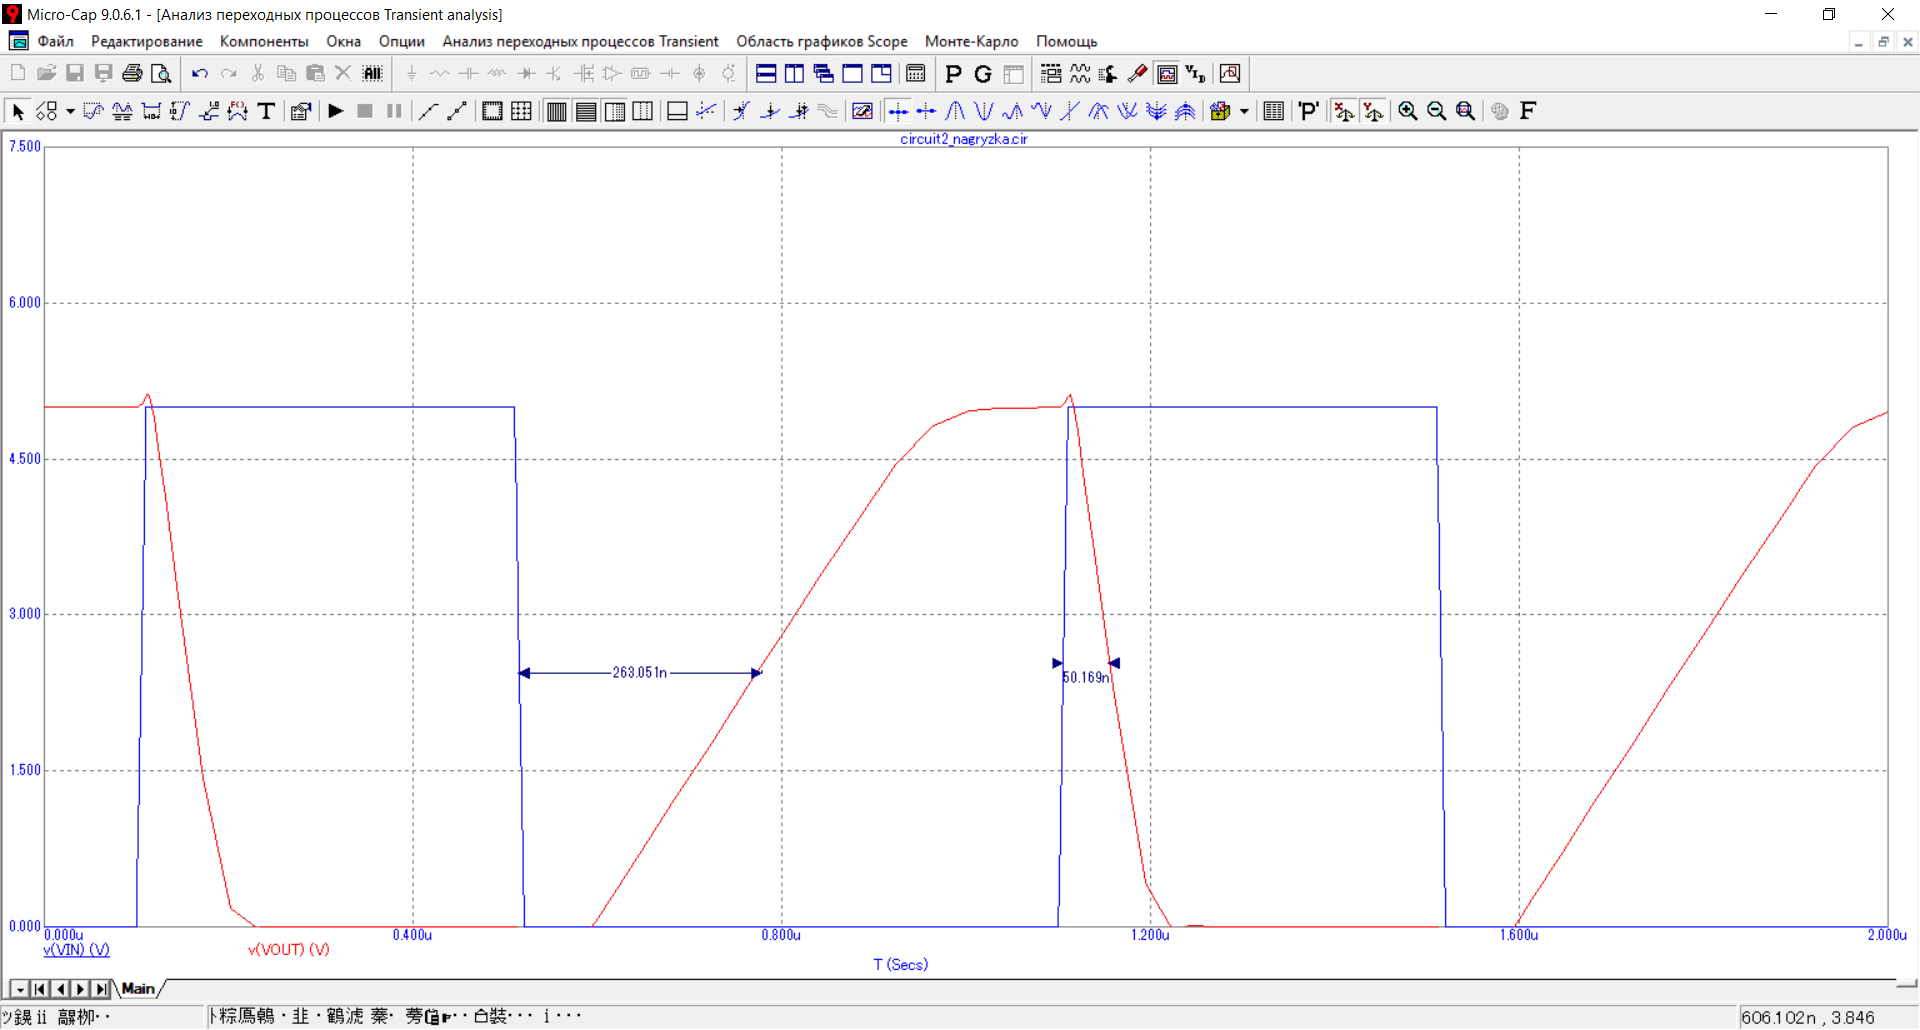 Micro-Cap 9.0.6.1 - [Анализ переходных процессов Transient analysis]
Файл Редактирование Компоненты Окна Опции Анализ переходных процессов Transient Область графиков Scope Монте-Карло Помощь
circuit2_nagryzka.cir
7.500
6.000
4.500
3.000
263.051n
50.169n
1.500
0.000
0.000u 0.400u 0.800u 1.200u 1.600u 2.000u
v(VIN) (V) v(VOUT) (V)
T (Secs)
Main
606.102n , 3.846